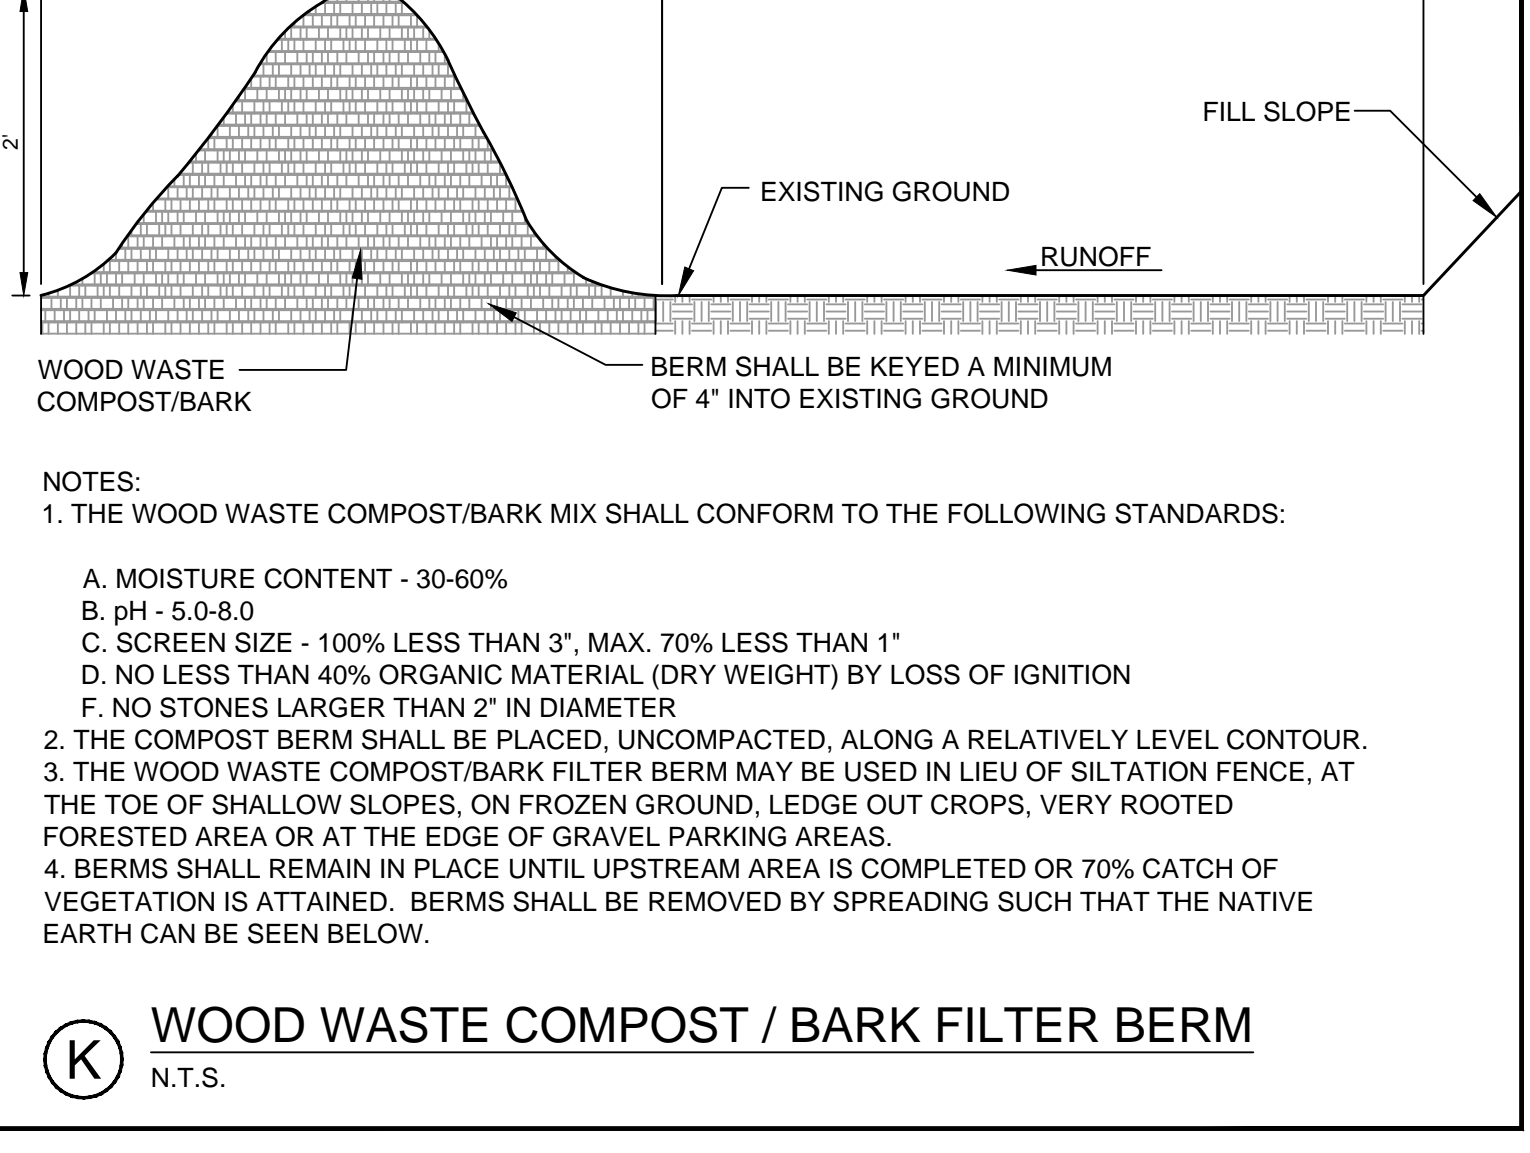 2'
FILL SLOPE
EXISTING GROUND
RUNOFF
WOOD WASTE
COMPOST/BARK
BERM SHALL BE KEYED A MINIMUM
OF 4" INTO EXISTING GROUND
NOTES:
1. THE WOOD WASTE COMPOST/BARK MIX SHALL CONFORM TO THE FOLLOWING STANDARDS:
A. MOISTURE CONTENT - 30-60%
B. pH - 5.0-8.0
C. SCREEN SIZE - 100% LESS THAN 3", MAX. 70% LESS THAN 1"
D. NO LESS THAN 40% ORGANIC MATERIAL (DRY WEIGHT) BY LOSS OF IGNITION
F. NO STONES LARGER THAN 2" IN DIAMETER
2. THE COMPOST BERM SHALL BE PLACED, UNCOMPACTED, ALONG A RELATIVELY LEVEL CONTOUR.
3. THE WOOD WASTE COMPOST/BARK FILTER BERM MAY BE USED IN LIEU OF SILTATION FENCE, AT
THE TOE OF SHALLOW SLOPES, ON FROZEN GROUND, LEDGE OUT CROPS, VERY ROOTED
FORESTED AREA OR AT THE EDGE OF GRAVEL PARKING AREAS.
4. BERMS SHALL REMAIN IN PLACE UNTIL UPSTREAM AREA IS COMPLETED OR 70% CATCH OF
VEGETATION IS ATTAINED.  BERMS SHALL BE REMOVED BY SPREADING SUCH THAT THE NATIVE
EARTH CAN BE SEEN BELOW.
K
WOOD WASTE COMPOST / BARK FILTER BERM
N.T.S.